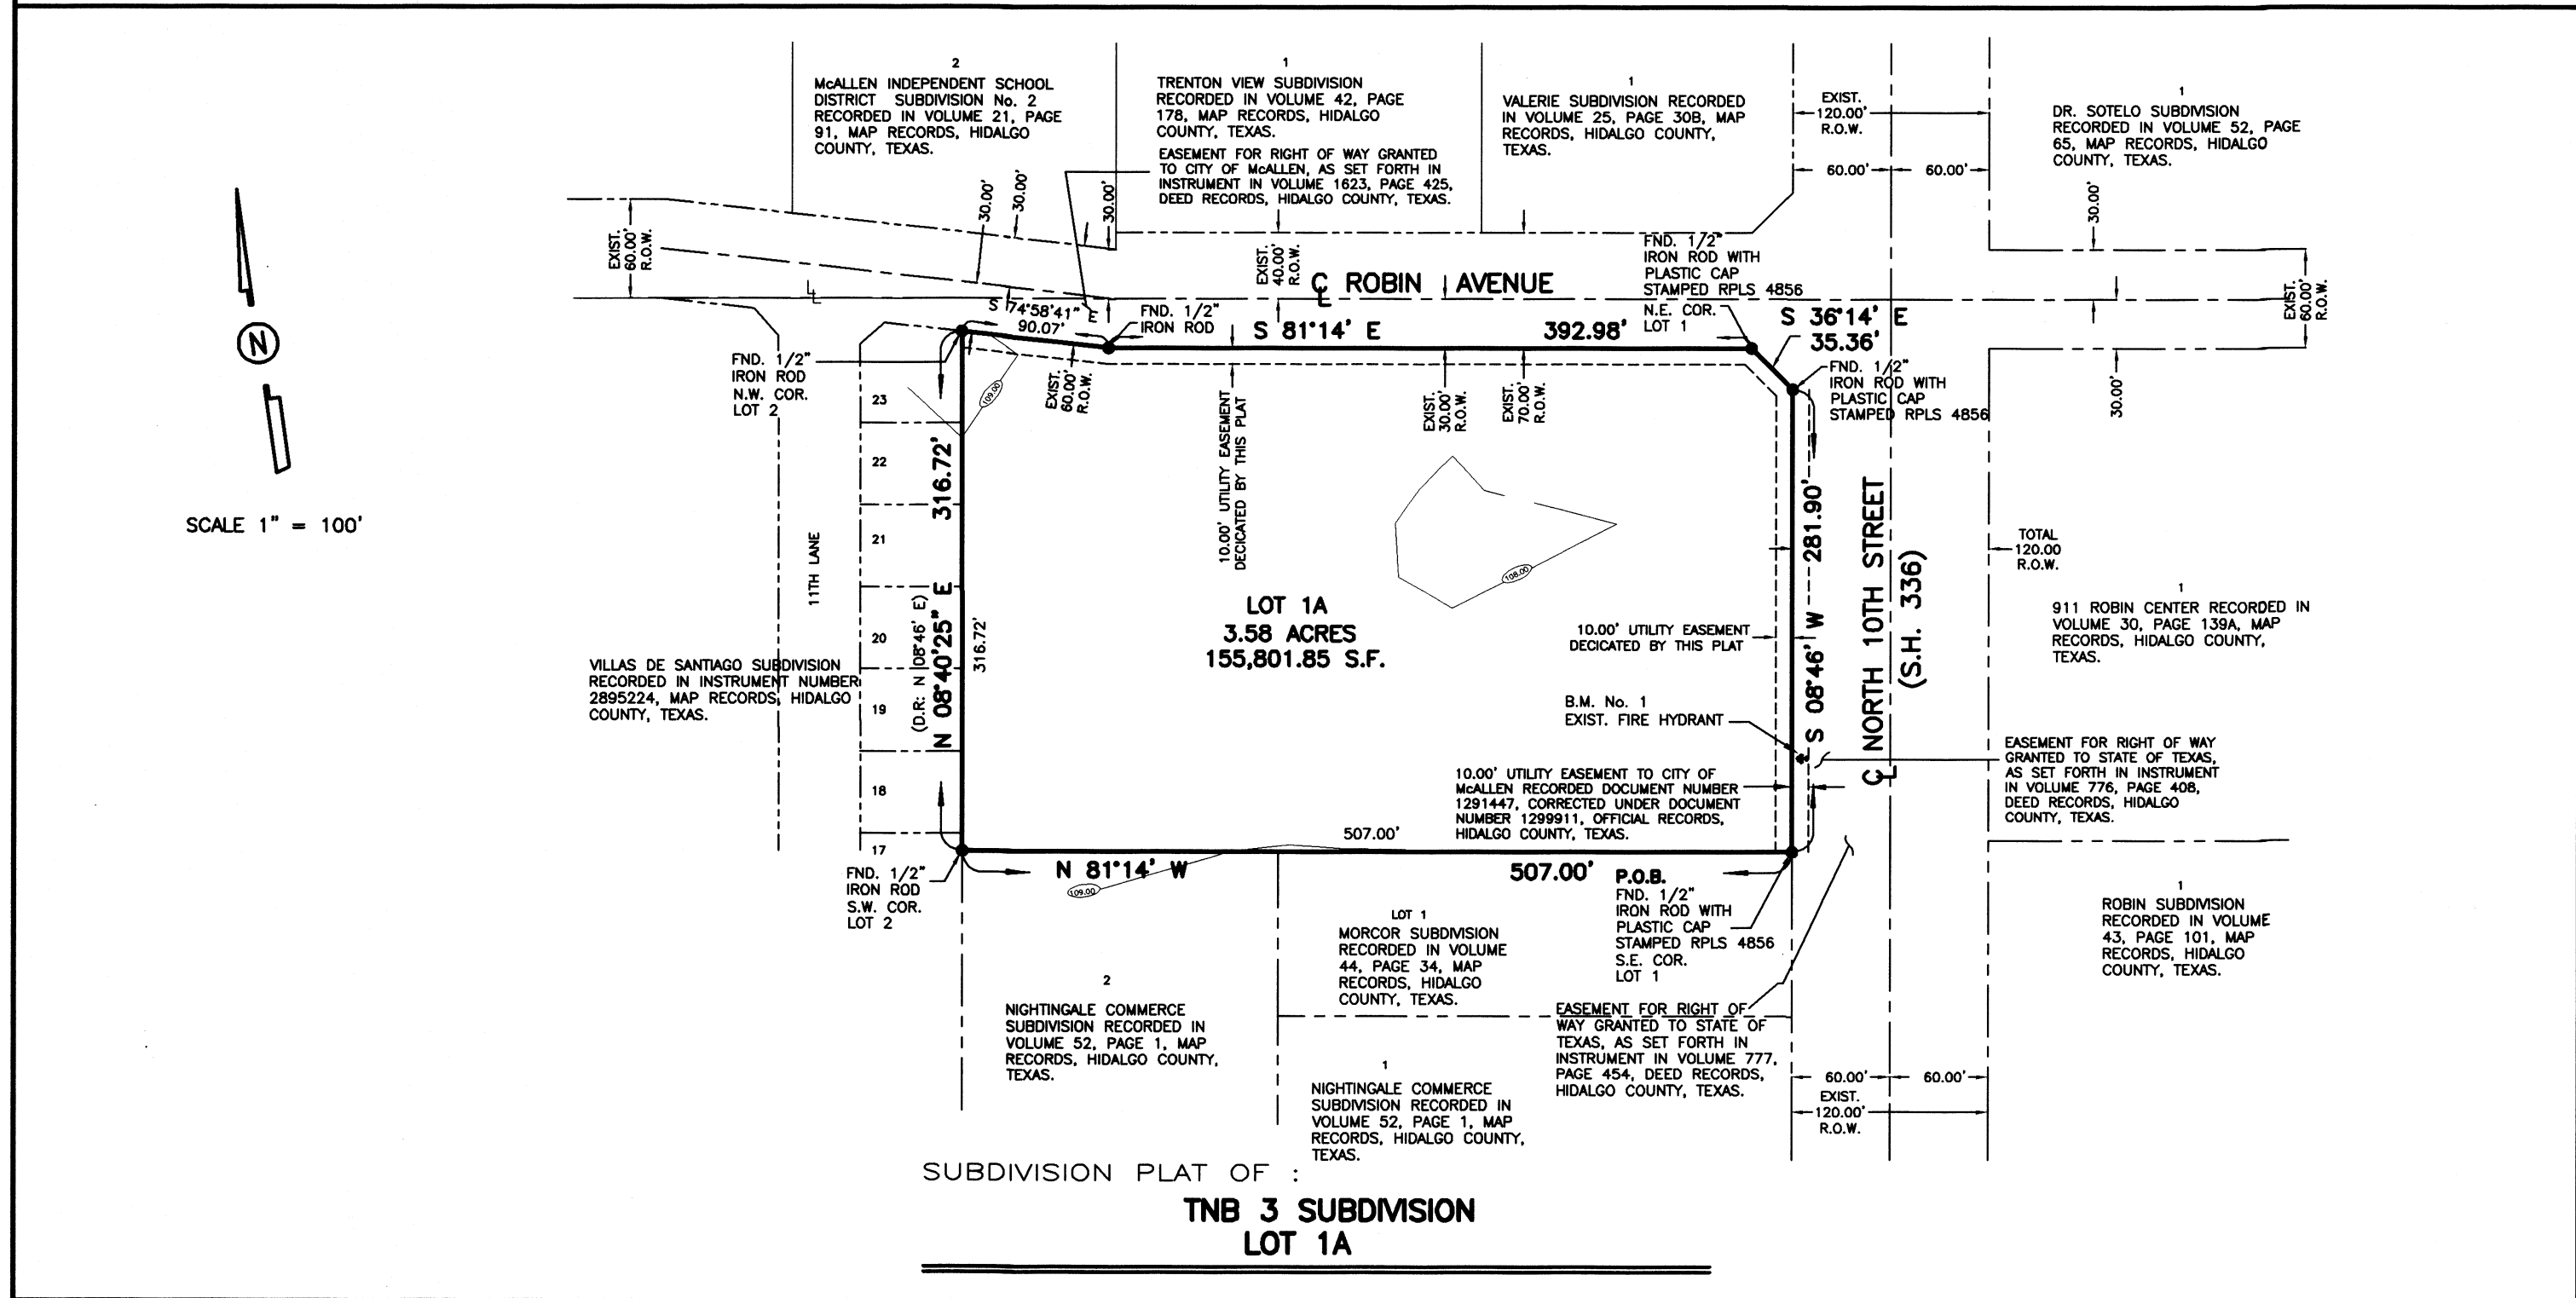 2
McALLEN INDEPENDENT SCHOOL
DISTRICT SUBDIVISION No. 2
RECORDED IN VOLUME 21, PAGE
91, MAP RECORDS, HIDALGO
COUNTY, TEXAS.
1
TRENTON VIEW SUBDIVISION
RECORDED IN VOLUME 42, PAGE
178, MAP RECORDS, HIDALGO
COUNTY, TEXAS.
EASEMENT FOR RIGHT OF WAY GRANTED
TO CITY OF McALLEN, AS SET FORTH IN
INSTRUMENT IN VOLUME 1623, PAGE 425,
DEED RECORDS, HIDALGO COUNTY, TEXAS.
1
VALERIE SUBDIVISION RECORDED
IN VOLUME 25, PAGE 30B, MAP
RECORDS, HIDALGO COUNTY,
TEXAS.
EXIST.
120.00'
R.O.W.
60.00'
60.00'
1
DR. SOTELO SUBDIVISION
RECORDED IN VOLUME 52, PAGE
65, MAP RECORDS, HIDALGO
COUNTY, TEXAS.
30.00'
30.00'
30.00'
30.00'
EXIST.
60.00'
R.O.W.
EXIST.
40.00'
R.O.W.
℄ ROBIN AVENUE
FND. 1/2"
IRON ROD WITH
PLASTIC CAP
STAMPED RPLS 4856
N.E. COR.
LOT 1
EXIST.
60.00'
R.O.W.
S 74°58'41" E
90.07'
FND. 1/2"
IRON ROD
S 81°14' E
392.98'
S 36°14' E
35.36'
FND. 1/2"
IRON ROD WITH
PLASTIC CAP
STAMPED RPLS 4856
30.00'
FND. 1/2"
IRON ROD
N.W. COR.
LOT 2
109.00
EXIST.
60.00'
R.O.W.
EXIST.
30.00'
R.O.W.
EXIST.
70.00'
R.O.W.
10.00' UTILITY EASEMENT
DECICATED BY THIS PLAT
SCALE 1" = 100'
N
23
22
21
20
19
18
17
11TH LANE
N 08°40'25" E 316.72'
(D.R: N 08°46' E)
316.72'
108.00
LOT 1A
3.58 ACRES
155,801.85 S.F.
S 08°46' W 281.90'
℄ NORTH 10TH STREET
(S.H. 336)
TOTAL
120.00
R.O.W.
1
911 ROBIN CENTER RECORDED IN
VOLUME 30, PAGE 139A, MAP
RECORDS, HIDALGO COUNTY,
TEXAS.
10.00' UTILITY EASEMENT
DECICATED BY THIS PLAT
VILLAS DE SANTIAGO SUBDIVISION
RECORDED IN INSTRUMENT NUMBER
2895224, MAP RECORDS, HIDALGO
COUNTY, TEXAS.
B.M. No. 1
EXIST. FIRE HYDRANT
10.00' UTILITY EASEMENT TO CITY OF
McALLEN RECORDED DOCUMENT NUMBER
1291447, CORRECTED UNDER DOCUMENT
NUMBER 1299911, OFFICIAL RECORDS,
HIDALGO COUNTY, TEXAS.
EASEMENT FOR RIGHT OF WAY
GRANTED TO STATE OF TEXAS,
AS SET FORTH IN INSTRUMENT
IN VOLUME 776, PAGE 408,
DEED RECORDS, HIDALGO
COUNTY, TEXAS.
507.00'
N 81°14' W
507.00'
109.00
FND. 1/2"
IRON ROD
S.W. COR.
LOT 2
P.O.B.
FND. 1/2"
IRON ROD WITH
PLASTIC CAP
STAMPED RPLS 4856
S.E. COR.
LOT 1
LOT 1
MORCOR SUBDIVISION
RECORDED IN VOLUME
44, PAGE 34, MAP
RECORDS, HIDALGO
COUNTY, TEXAS.
1
ROBIN SUBDIVISION
RECORDED IN VOLUME
43, PAGE 101, MAP
RECORDS, HIDALGO
COUNTY, TEXAS.
2
NIGHTINGALE COMMERCE
SUBDIVISION RECORDED IN
VOLUME 52, PAGE 1, MAP
RECORDS, HIDALGO COUNTY,
TEXAS.
EASEMENT FOR RIGHT OF
WAY GRANTED TO STATE OF
TEXAS, AS SET FORTH IN
INSTRUMENT IN VOLUME 777,
PAGE 454, DEED RECORDS,
HIDALGO COUNTY, TEXAS.
1
NIGHTINGALE COMMERCE
SUBDIVISION RECORDED IN
VOLUME 52, PAGE 1, MAP
RECORDS, HIDALGO COUNTY,
TEXAS.
60.00'
60.00'
EXIST.
120.00'
R.O.W.
SUBDIVISION PLAT OF :
TNB 3 SUBDIVISION
LOT 1A